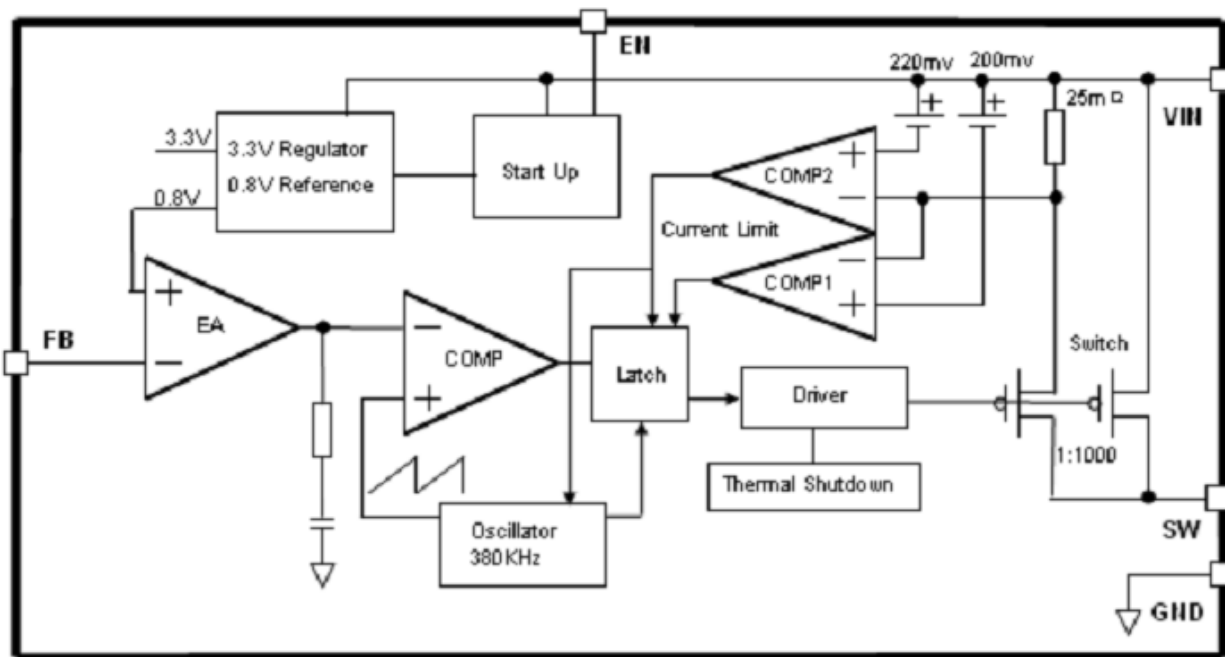 EN
220mv 200mv
25m Ω
VIN
3.3V
3.3V Regulator
0.8V Reference
Start Up
0.8V
+
COMP2
−
Current Limit
−
COMP1
+
+
EA
−
FB
−
COMP
+
Latch
Driver
Switch
1:1000
Thermal Shutdown
Oscillator
380KHz
SW
GND